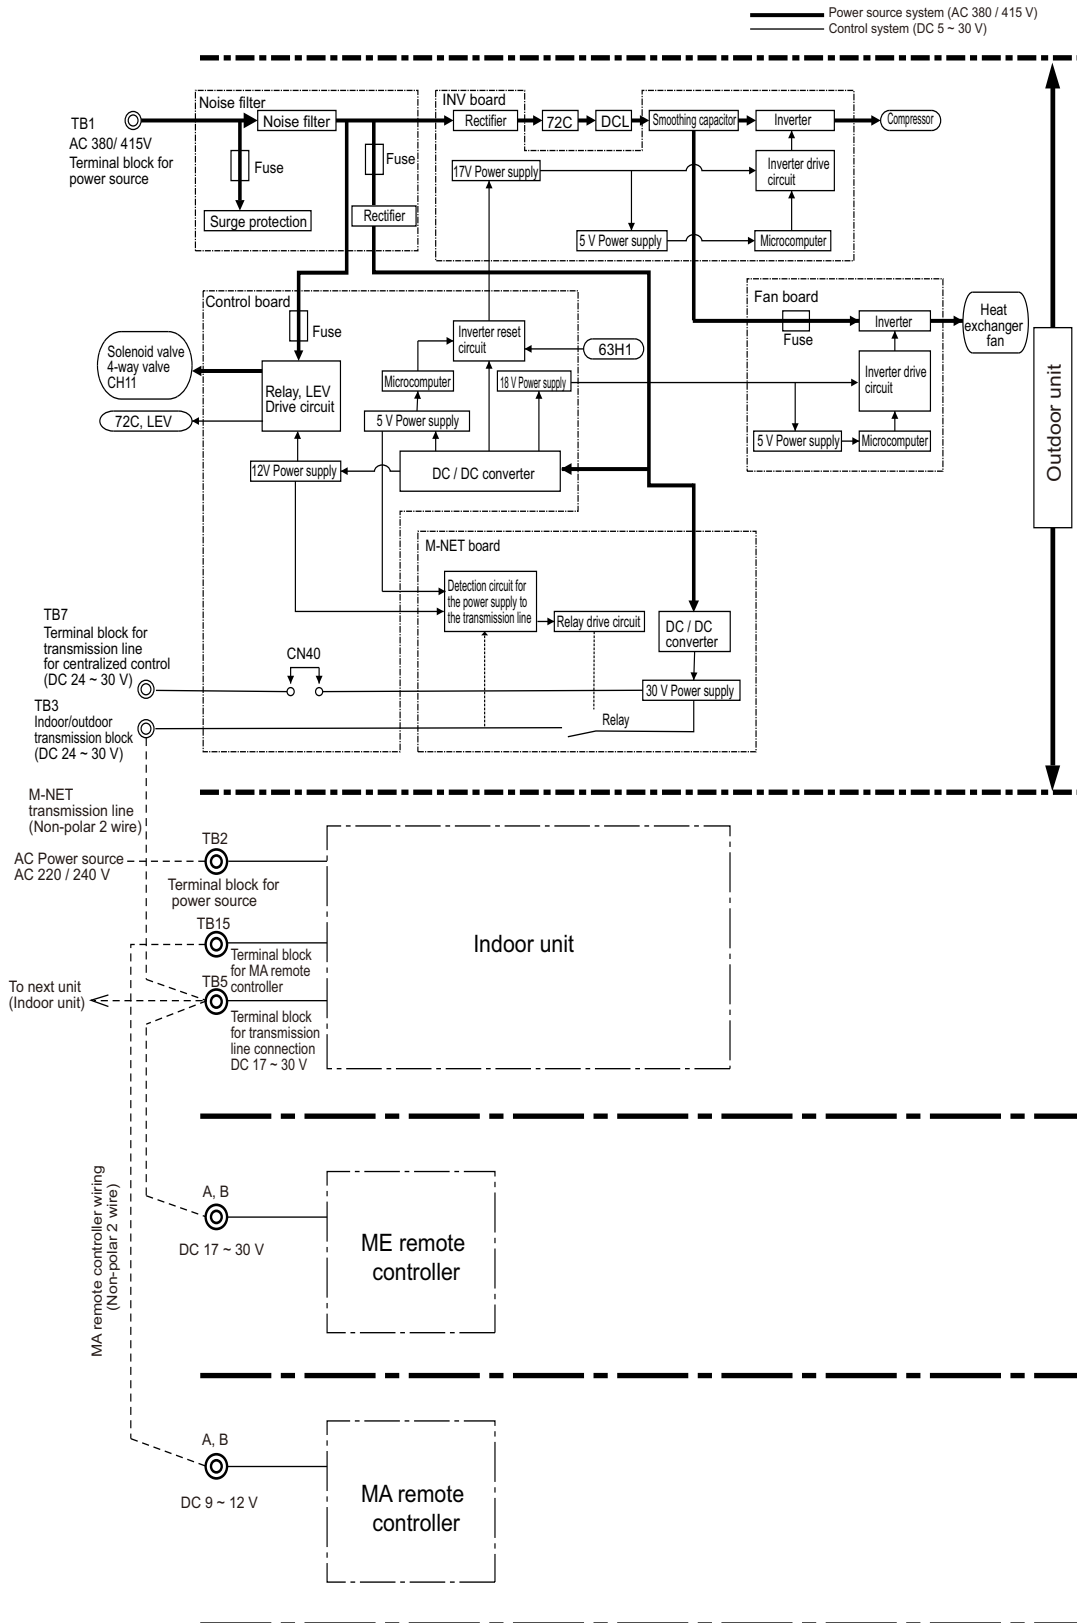 Power source system (AC 380 / 415 V)
Control system (DC 5 ~ 30 V)
Noise filter
INV board
TB1
AC 380/ 415V
Terminal block for
power source
Noise filter
Rectifier
72C
DCL
Smoothing capacitor
Inverter
Compressor
Fuse
Fuse
17V Power supply
Inverter drive
circuit
Surge protection
Rectifier
5 V Power supply
Microcomputer
Control board
Fan board
Fuse
Inverter reset
circuit
63H1
Fuse
Inverter
Heat
exchanger
fan
Solenoid valve
4-way valve
CH11
Relay, LEV
Drive circuit
Microcomputer
18 V Power supply
Inverter drive
circuit
72C, LEV
5 V Power supply
5 V Power supply
Microcomputer
12V Power supply
DC / DC converter
Outdoor unit
M-NET board
Detection circuit for
the power supply to
the transmission line
Relay drive circuit
DC / DC
converter
TB7
Terminal block for
transmission line
for centralized control
(DC 24 ~ 30 V)
CN40
30 V Power supply
TB3
Indoor/outdoor
transmission block
(DC 24 ~ 30 V)
Relay
M-NET
transmission line
(Non-polar 2 wire)
TB2
AC Power source
AC 220 / 240 V
Terminal block for
power source
TB15
Terminal block
for MA remote
controller
Indoor unit
To next unit
(Indoor unit)
TB5
Terminal block
for transmission
line connection
DC 17 ~ 30 V
MA remote controller wiring
(Non-polar 2 wire)
A, B
DC 17 ~ 30 V
ME remote
controller
A, B
DC 9 ~ 12 V
MA remote
controller